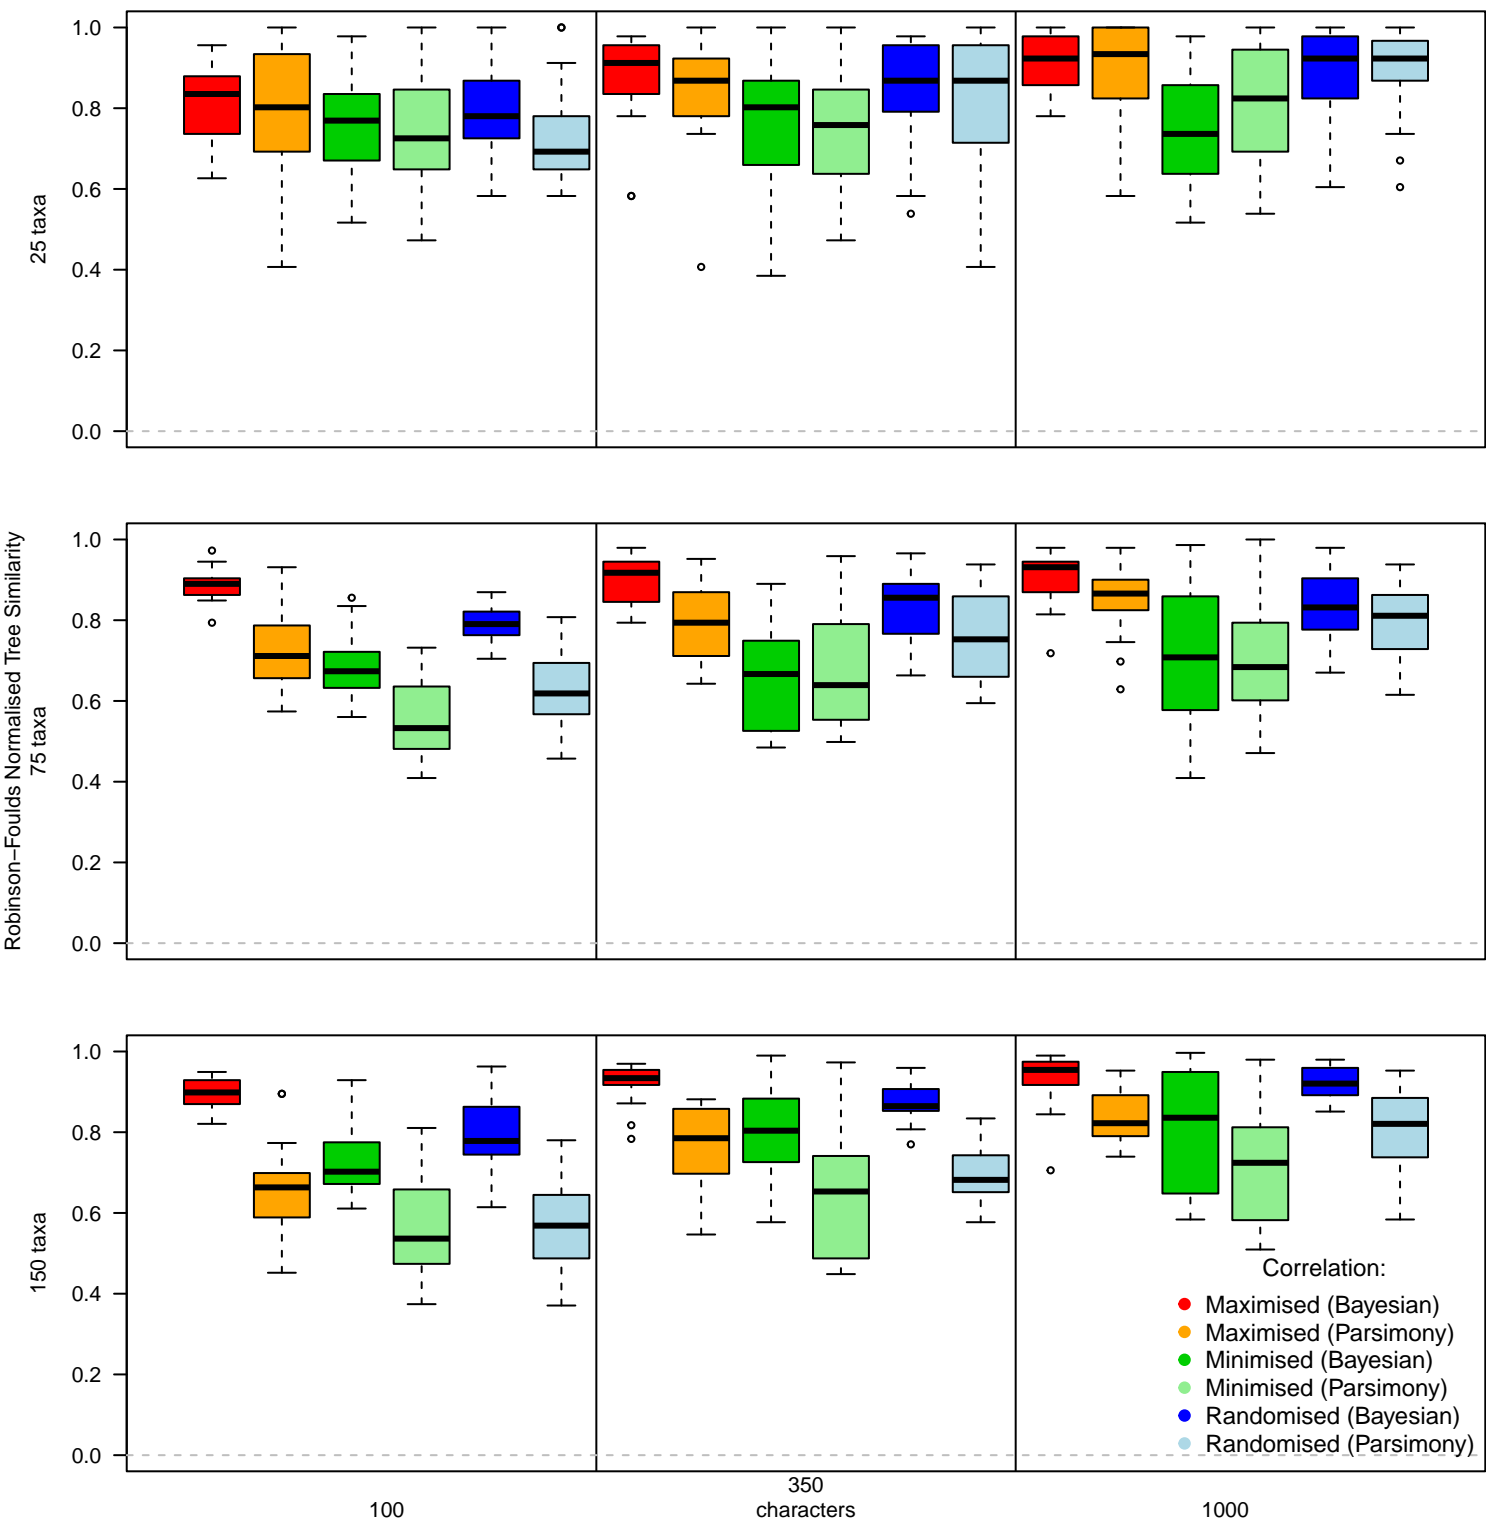 1.0
0.8
0.6
0.4
0.2
0.0
25 taxa
Robinson−Foulds Normalised Tree Similarity
1.0
0.8
0.6
0.4
0.2
0.0
75 taxa
1.0
0.8
0.6
0.4
0.2
0.0
150 taxa
Correlation:
Maximised (Bayesian)
Maximised (Parsimony)
Minimised (Bayesian)
Minimised (Parsimony)
Randomised (Bayesian)
Randomised (Parsimony)
100
350
characters
1000